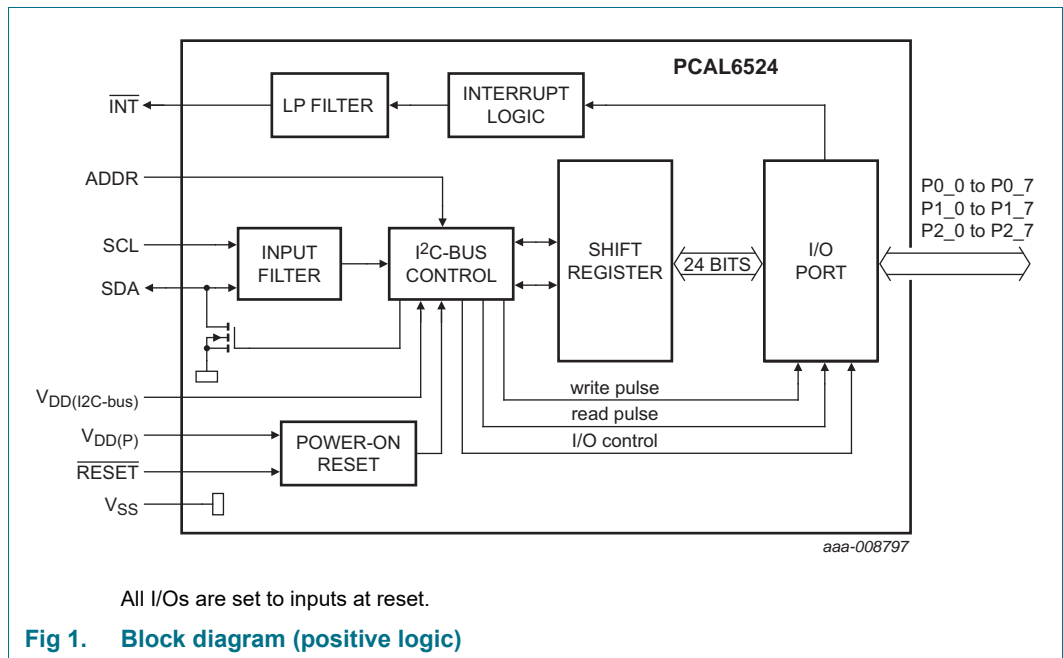 PCAL6524
INT
LP FILTER
INTERRUPT
LOGIC
ADDR
SCL
SDA
INPUT
FILTER
I2C-BUS
CONTROL
SHIFT
REGISTER
24 BITS
I/O
PORT
P0_0 to P0_7
P1_0 to P1_7
P2_0 to P2_7
write pulse
read pulse
I/O control
VDD(I2C-bus)
VDD(P)
RESET
POWER-ON
RESET
VSS
aaa-008797
All I/Os are set to inputs at reset.
Fig 1. Block diagram (positive logic)